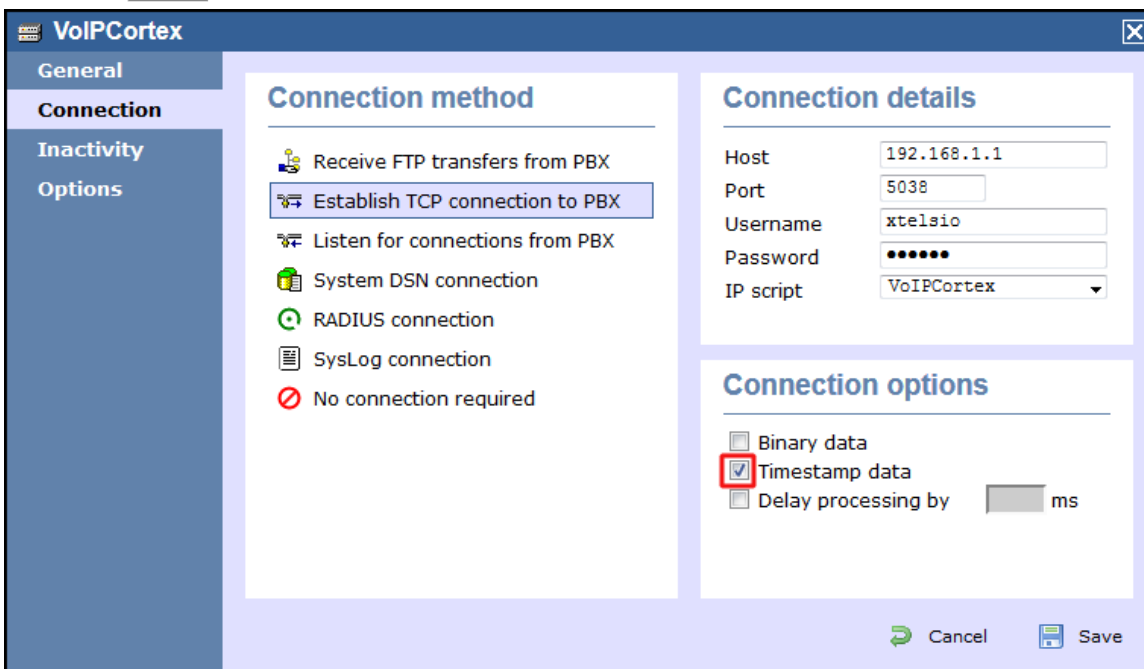 VoIPCortex
General
Connection
Inactivity
Options
Connection method
Receive FTP transfers from PBX
Establish TCP connection to PBX
Listen for connections from PBX
System DSN connection
RADIUS connection
SysLog connection
No connection required
Connection details
Host 192.168.1.1
Port 5038
Username xtelsio
Password ••••••
IP script VoIPCortex
Connection options
Binary data
Timestamp data
Delay processing by ms
Cancel Save